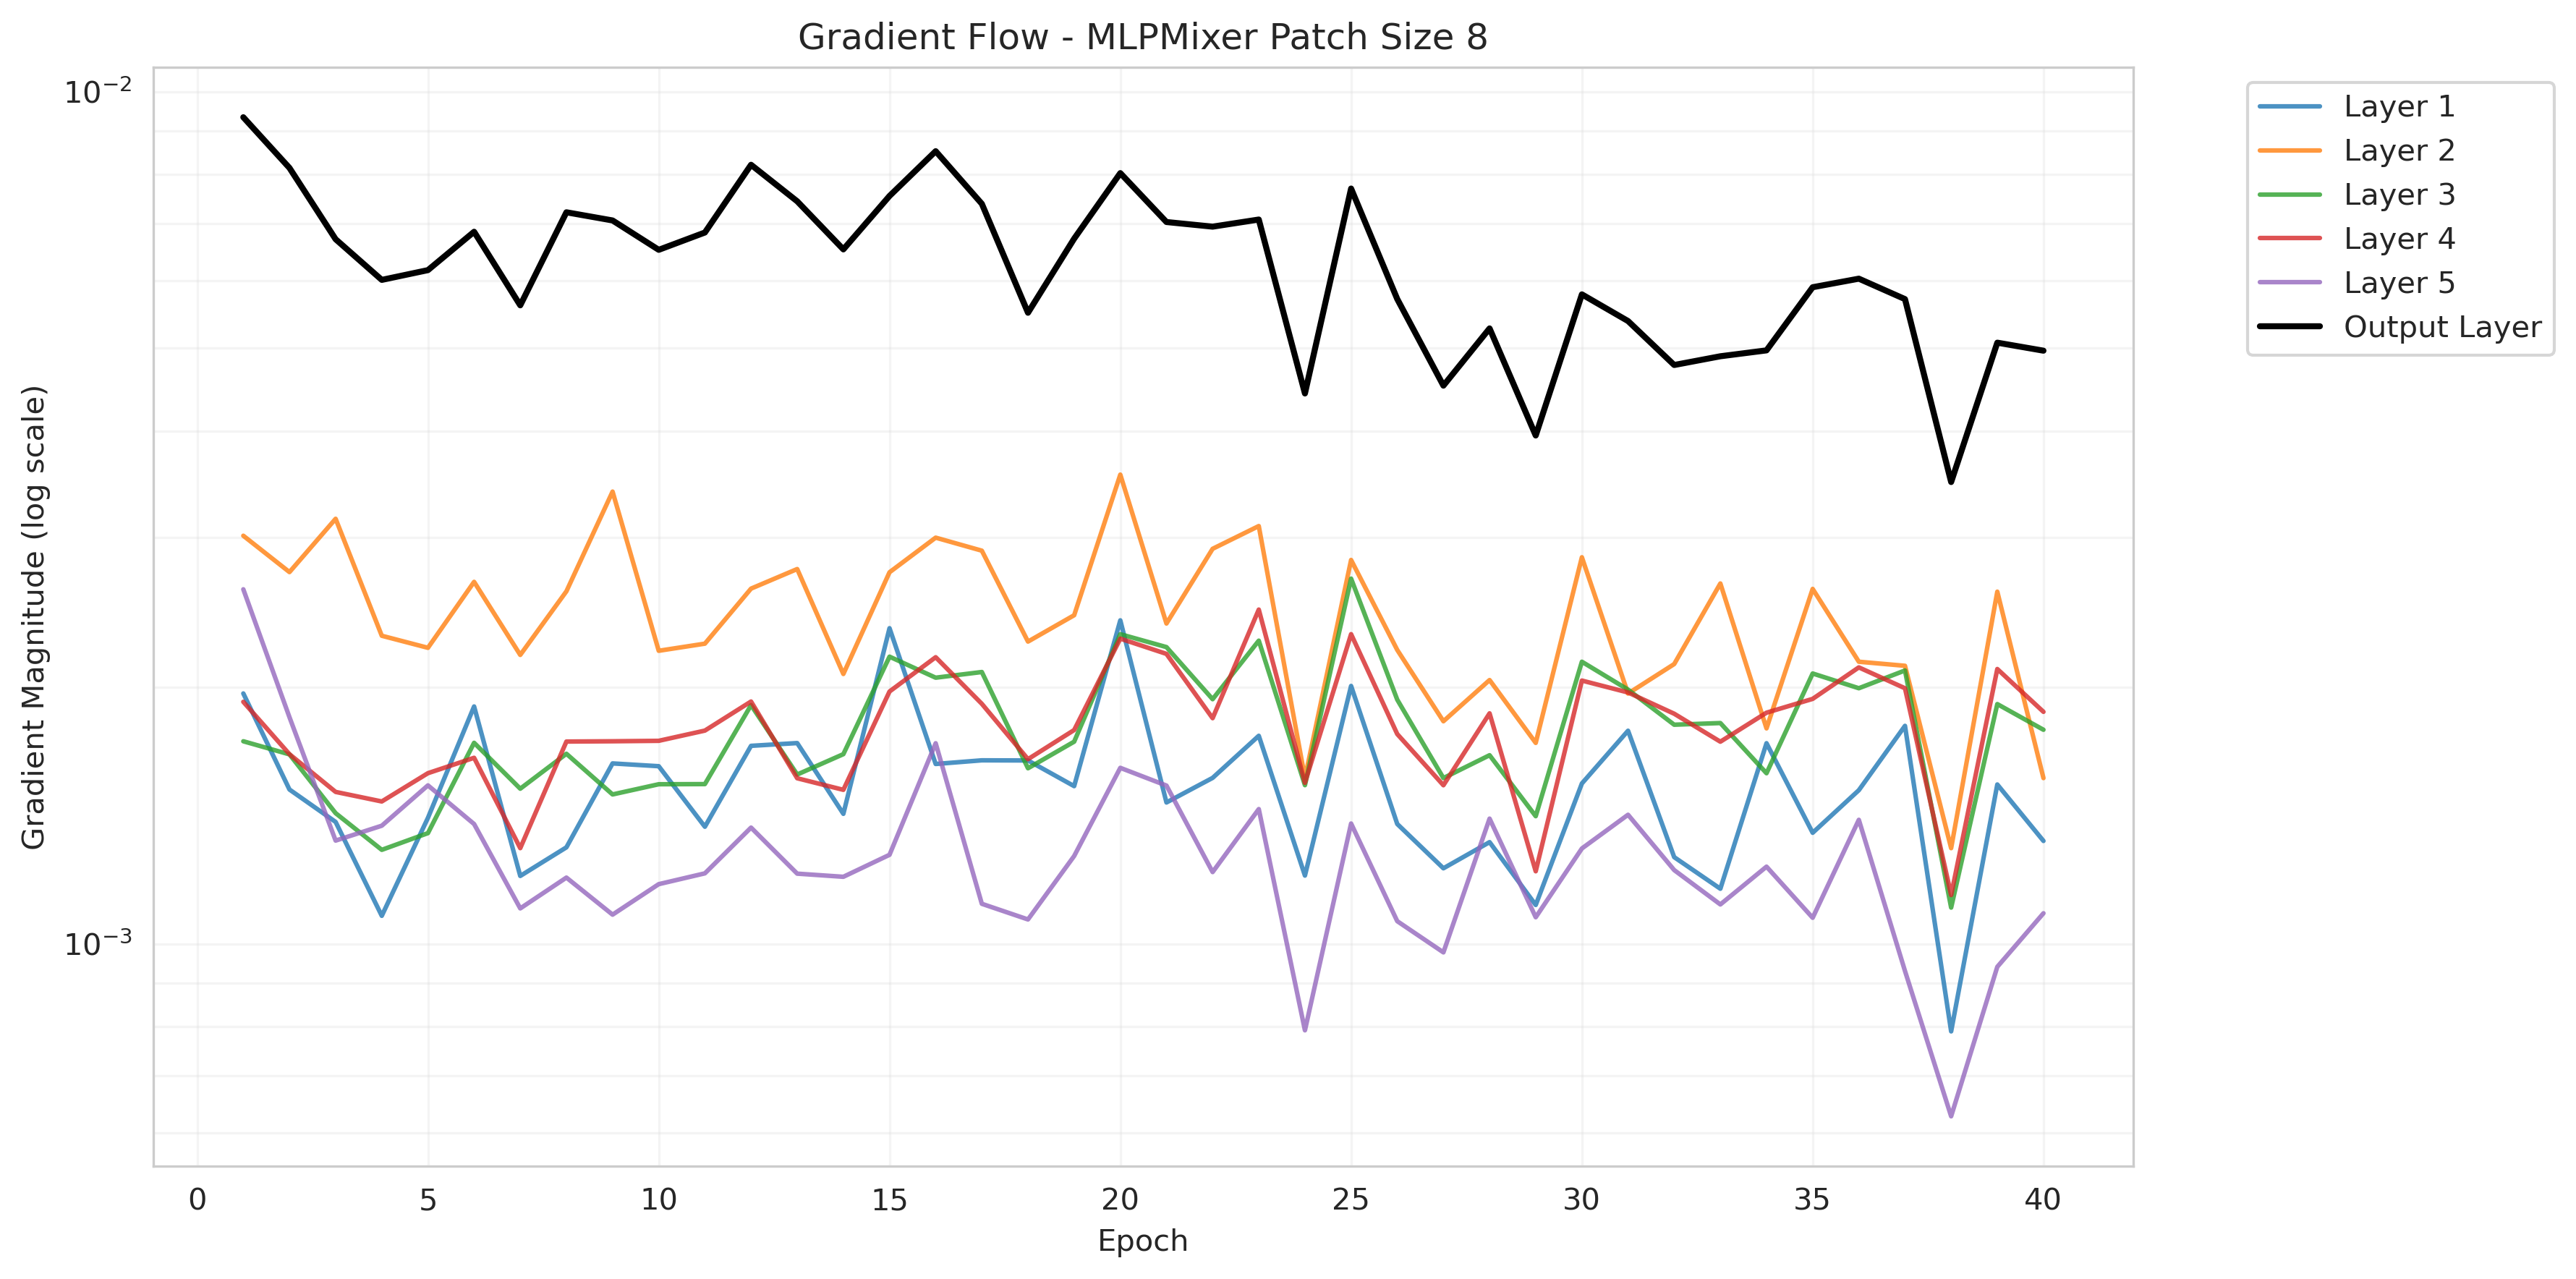 Gradient Flow - MLPMixer Patch Size 8
10⁻²
10⁻³
Gradient Magnitude (log scale)
0 5 10 15 20 25 30 35 40
Epoch
Layer 1
Layer 2
Layer 3
Layer 4
Layer 5
Output Layer